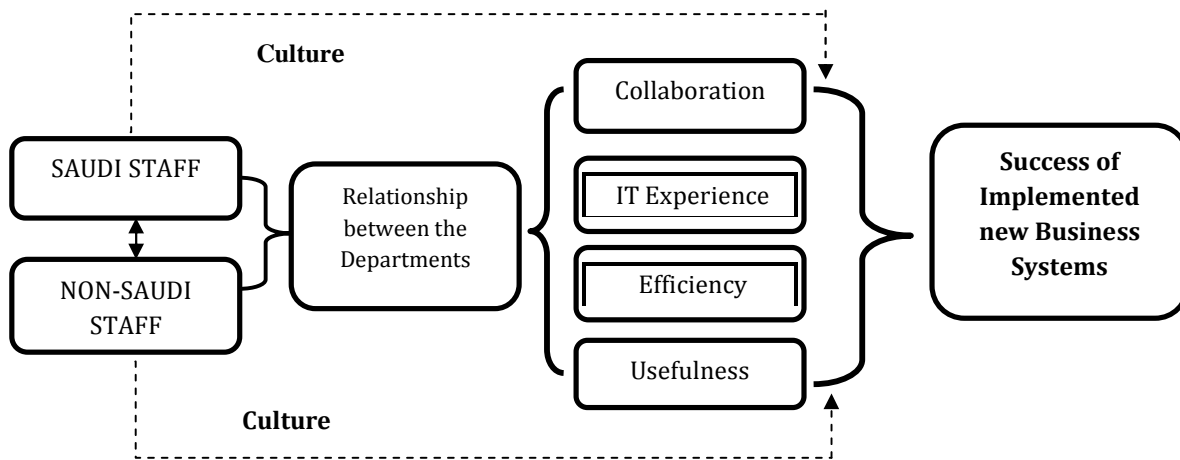 Culture
SAUDI STAFF
NON-SAUDI
STAFF
Culture
Relationship
between the
Departments
Collaboration
IT Experience
Efficiency
Usefulness
Success of
Implemented
new Business
Systems